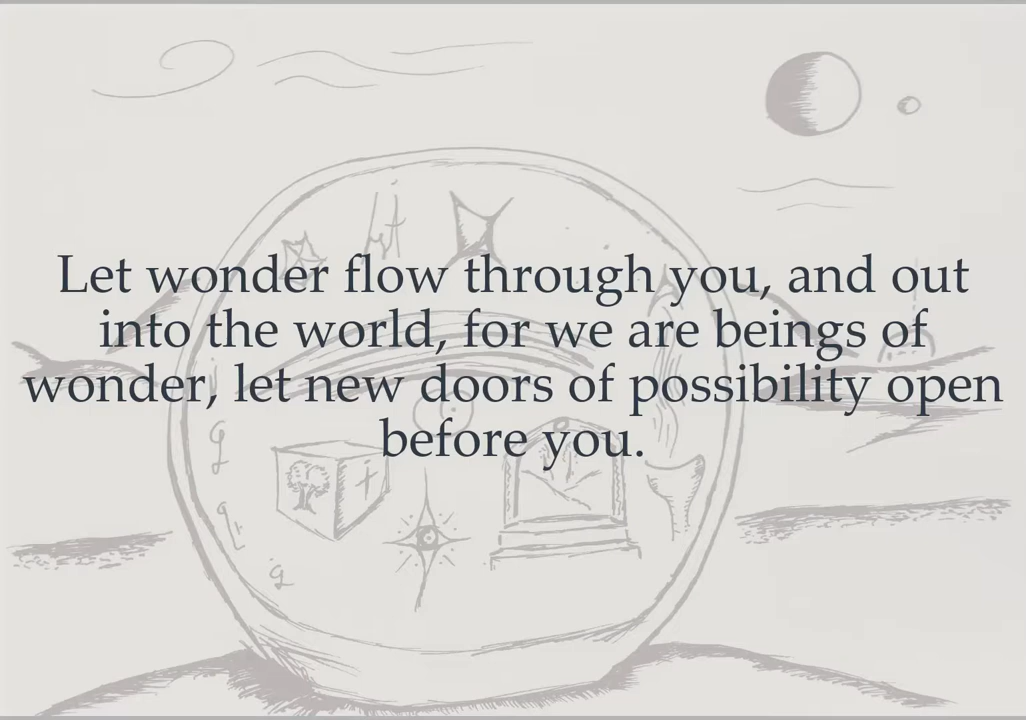 Let wonder flow through you, and out
into the world, for we are beings of
wonder, let new doors of possibility open
before you.